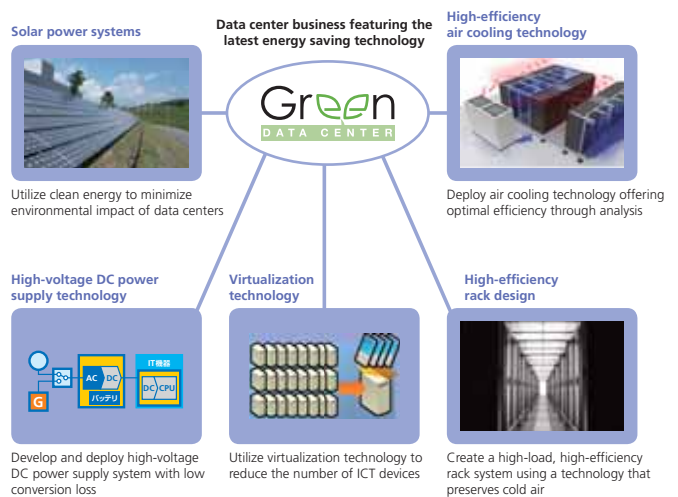 Data center business featuring the
latest energy saving technology
Green
DATA CENTER
Solar power systems
Utilize clean energy to minimize
environmental impact of data centers
High-efficiency
air cooling technology
Deploy air cooling technology offering
optimal efficiency through analysis
High-voltage DC power
supply technology
G
AC DC
バッテリ
IT機器
DC CPU
Develop and deploy high-voltage
DC power supply system with low
conversion loss
Virtualization
technology
Utilize virtualization technology to
reduce the number of ICT devices
High-efficiency
rack design
Create a high-load, high-efficiency
rack system using a technology that
preserves cold air